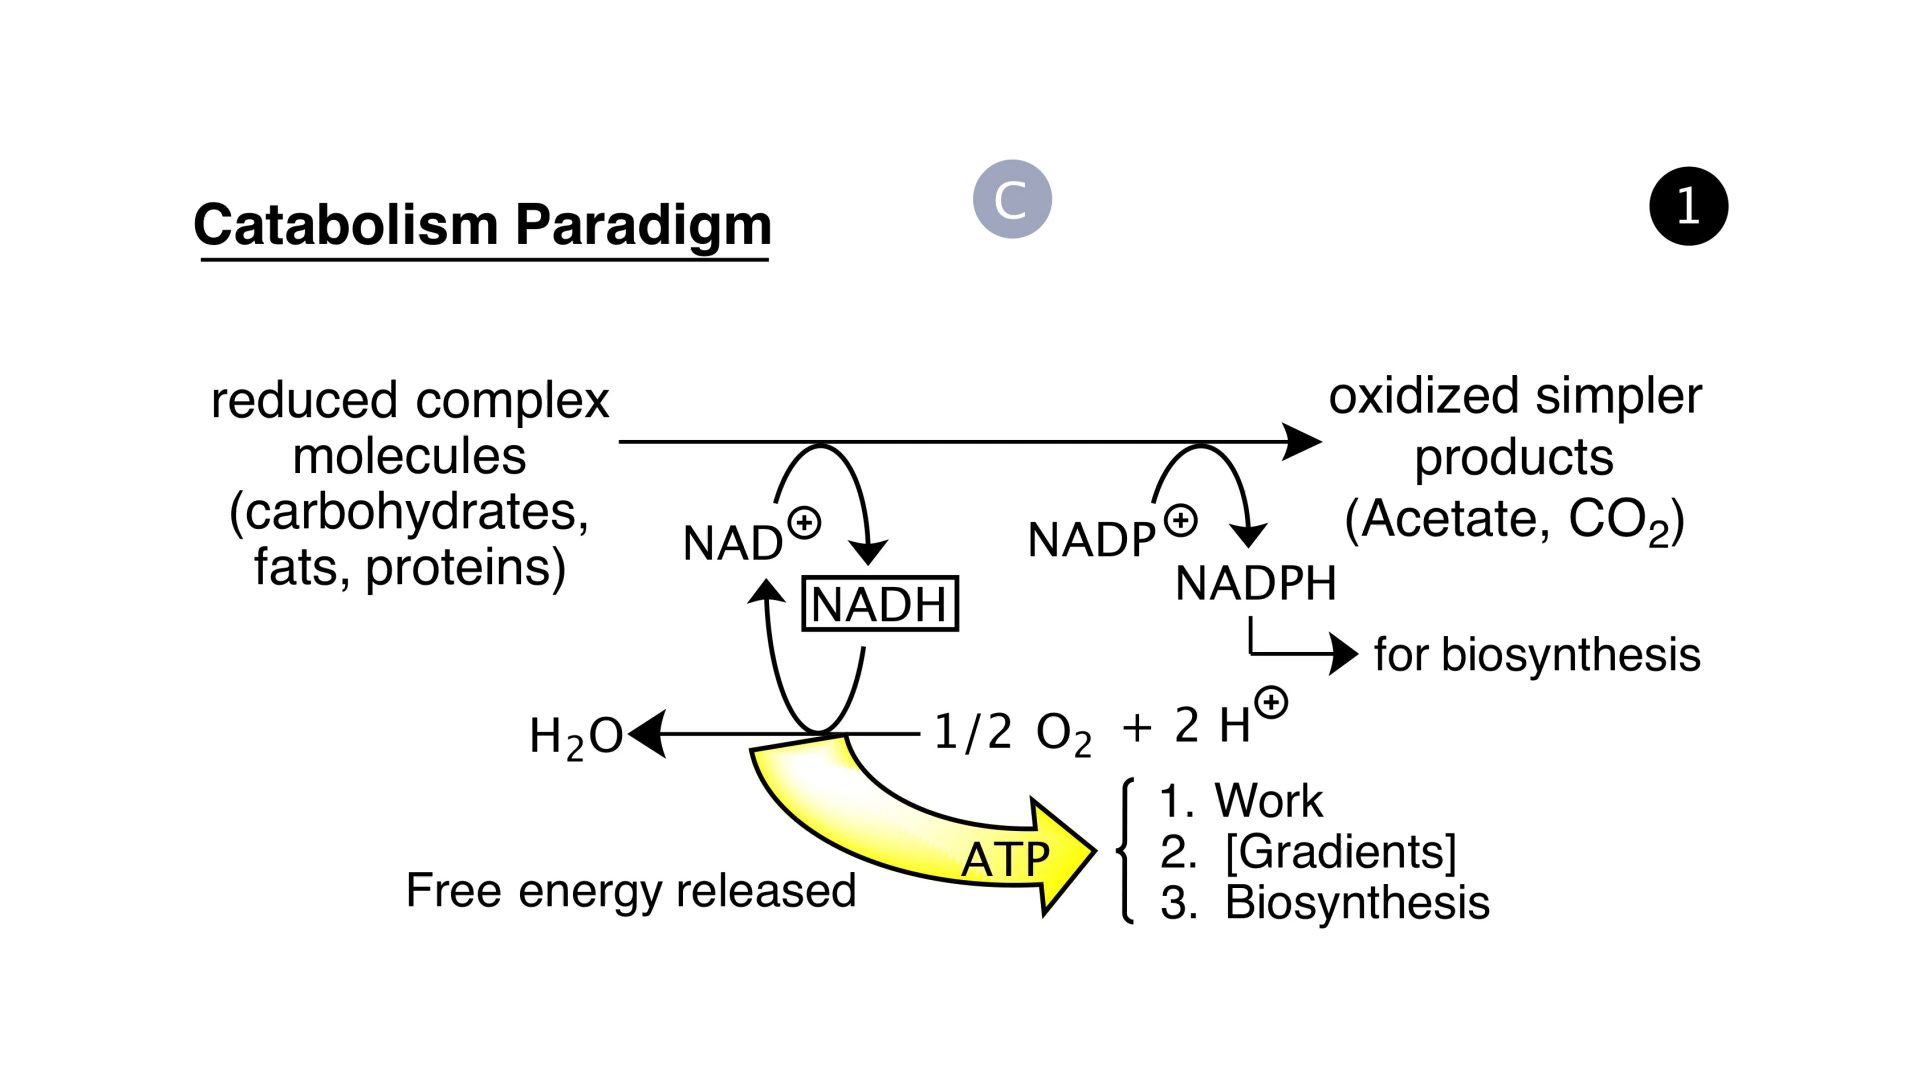 Catabolism Paradigm
C
1
reduced complex
molecules
(carbohydrates,
fats, proteins)
oxidized simpler
products
(Acetate, CO₂)
NAD⊕
NADH
NADP⊕
NADPH
for biosynthesis
H₂O
1/2 O₂ + 2 H⊕
ATP
Free energy released
1. Work
2. [Gradients]
3. Biosynthesis